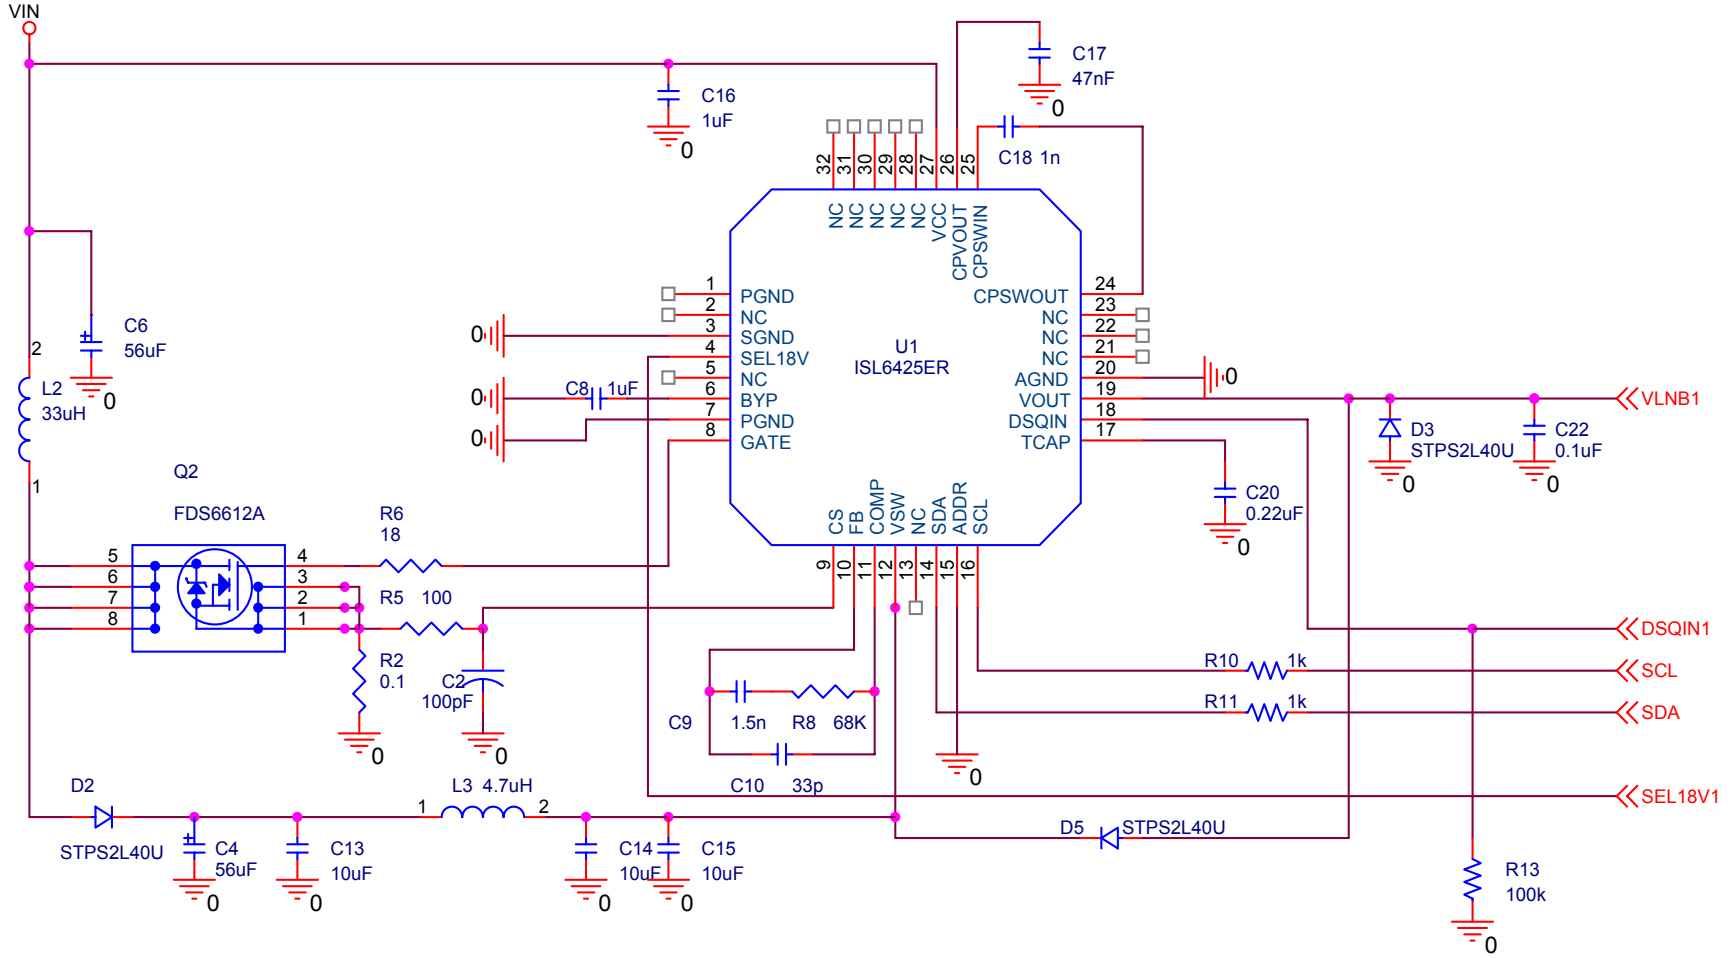 VIN
C17
47nF
0
C16
1uF
0
C18 1n
32
31
30
29
28
27
26
25
NC
NC
NC
NC
NC
VCC
CPVOUT
CPSWIN
1
PGND
2
NC
3
SGND
0
4
SEL18V
5
NC
6
BYP
0
C8
1uF
7
PGND
0
8
GATE
U1
ISL6425ER
CPSWOUT
24
NC
23
NC
22
NC
21
AGND
20
0
VOUT
19
DSQIN
18
TCAP
17
VLNB1
C6
56uF
0
2
L2
33uH
1
D3
STPS2L40U
0
C22
0.1uF
0
C20
0.22uF
0
CS
FB
COMP
VSW
NC
SDA
ADDR
SCL
9
10
11
12
13
14
15
16
Q2
FDS6612A
R6
18
5
6
7
8
4
3
2
1
R5 100
R2
0.1
0
C2
100pF
0
C9
1.5n
R8
68K
C10
33p
0
R10
1k
R11
1k
DSQIN1
SCL
SDA
SEL18V1
D2
STPS2L40U
C4
56uF
0
C13
10uF
0
1
L3 4.7uH
2
C14
10uF
0
C15
10uF
0
D5
STPS2L40U
R13
100k
0